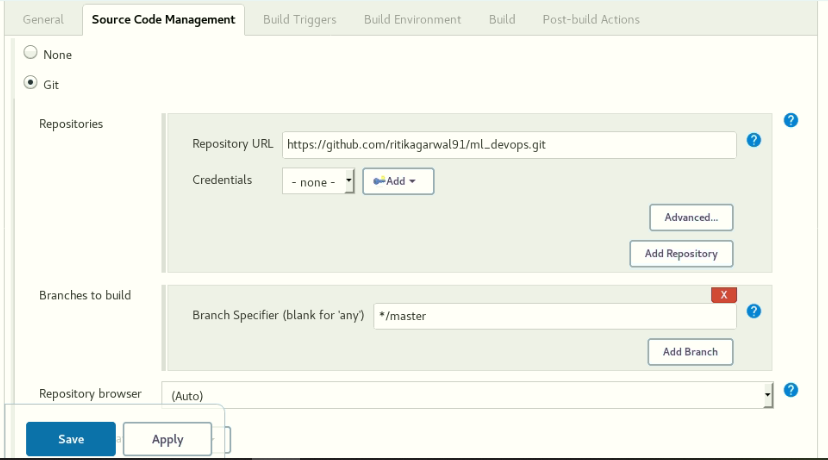 General Source Code Management Build Triggers Build Environment Build Post-build Actions
None
Git
Repositories
Repository URL https://github.com/ritikagarwal91/ml_devops.git
Credentials - none - Add
Advanced...
Add Repository
Branches to build
X
Branch Specifier (blank for 'any') */master
Add Branch
Repository browser (Auto)
Save Apply